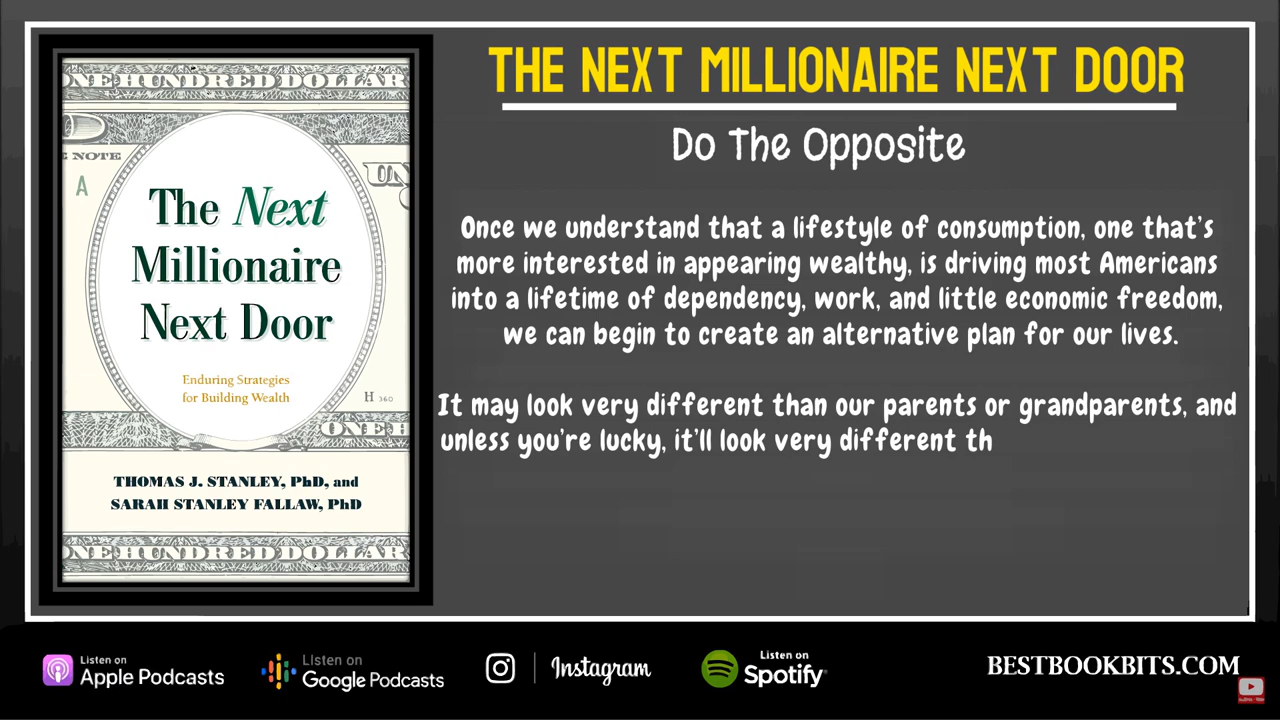 THE NEXT MILLIONAIRE NEXT DOOR
Do The Opposite
Once we understand that a lifestyle of consumption, one that's
more interested in appearing wealthy, is driving most Americans
into a lifetime of dependency, work, and little economic freedom,
we can begin to create an alternative plan for our lives.
It may look very different than our parents or grandparents, and
unless you're lucky, it'll look very different th
ONE HUNDRED DOLLAR
E NOTE
A
UN
The Next
Millionaire
Next Door
Enduring Strategies
for Building Wealth
H 360
ONE H
THOMAS J. STANLEY, PhD, and
SARAH STANLEY FALLAW, PhD
ONE HUNDRED DOLLAR
Listen on
Apple Podcasts
Listen on
Google Podcasts
Instagram
Listen on
Spotify
BESTBOOKBITS.COM